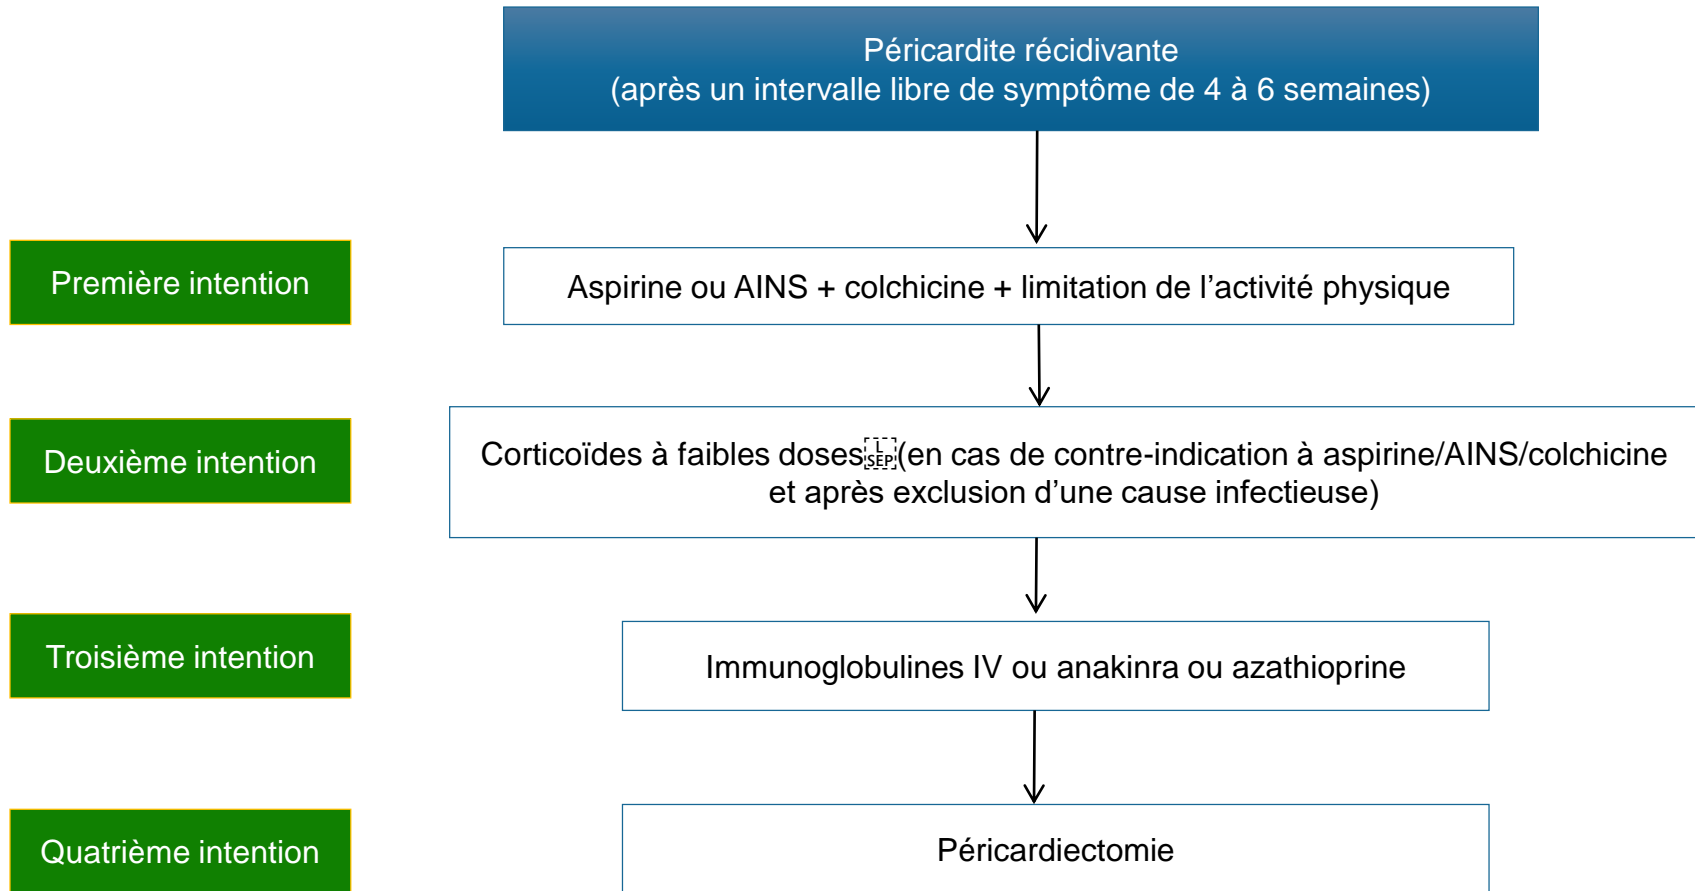 Péricardite récidivante
(après un intervalle libre de symptôme de 4 à 6 semaines)
Première intention
Aspirine ou AINS + colchicine + limitation de l’activité physique
Deuxième intention
Corticoïdes à faibles doses (en cas de contre-indication à aspirine/AINS/colchicine
et après exclusion d’une cause infectieuse)
Troisième intention
Immunoglobulines IV ou anakinra ou azathioprine
Quatrième intention
Péricardiectomie